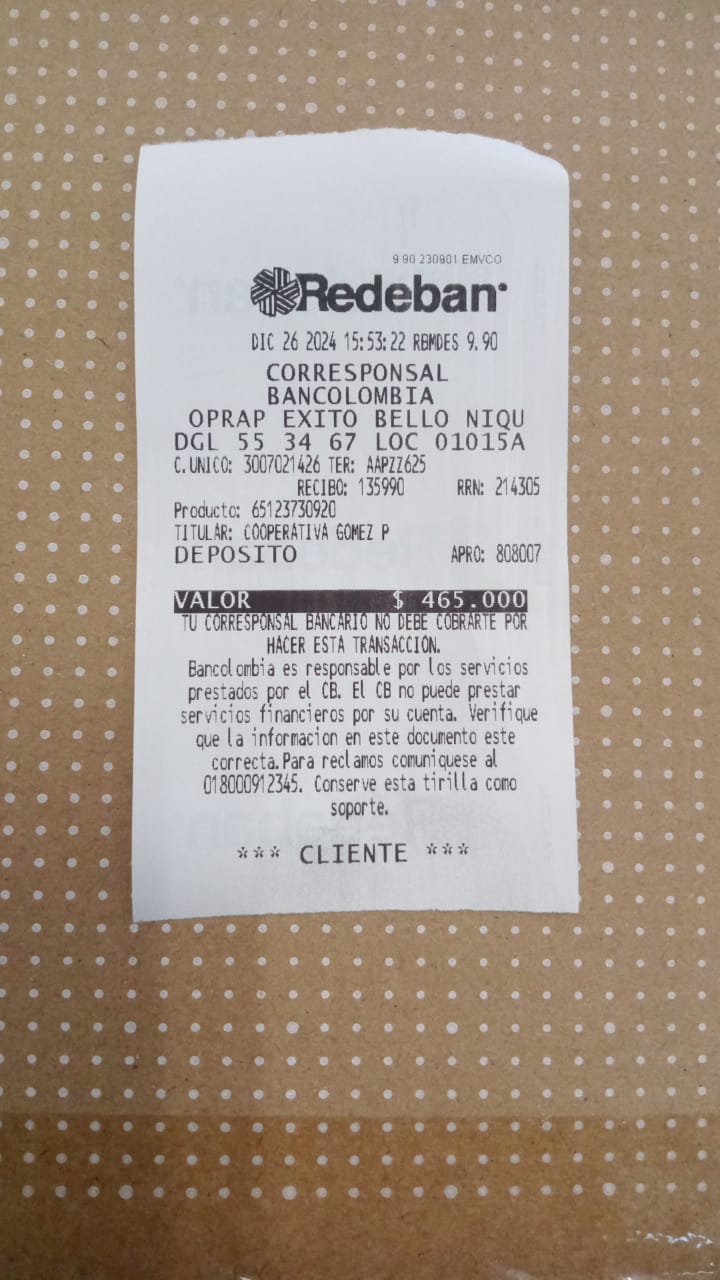 9.90 230901 EMVCO
Redeban
DIC 26 2024 15:53:22 RBMDES 9.90
CORRESPONSAL
BANCOLOMBIA
OPRAP EXITO BELLO NIQU
DGL 55 34 67 LOC 01015A
C.UNICO: 3007021426 TER: AAPZZ625
RECIBO: 135990 RRN: 214305
Producto: 65123730920
TITULAR: COOPERATIVA GOMEZ P
DEPOSITO APRO: 808007
VALOR $ 465.000
TU CORRESPONSAL BANCARIO NO DEBE COBRARTE POR
HACER ESTA TRANSACCIÓN.
Bancolombia es responsable por los servicios
prestados por el CB. El CB no puede prestar
servicios financieros por su cuenta. Verifique
que la informacion en este documento este
correcta.Para reclamos comuniquese al
018000912345. Conserve esta tirilla como
soporte.
*** CLIENTE ***